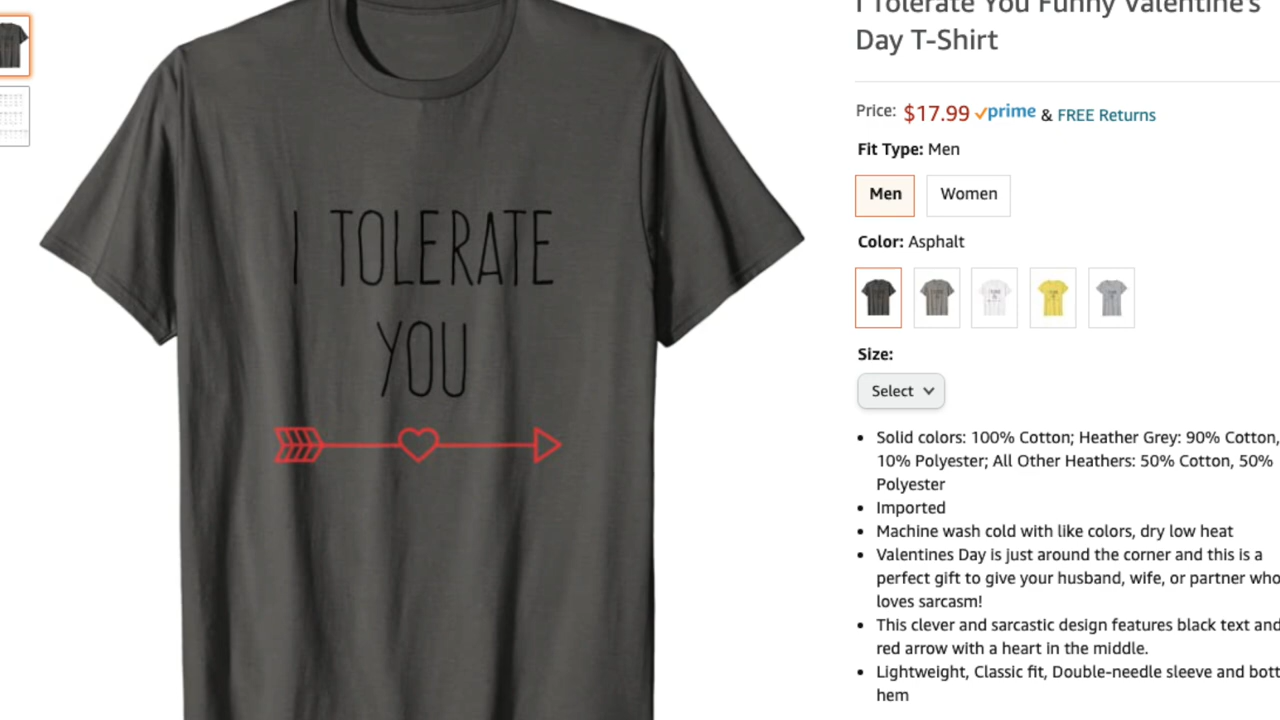 I TOLERATE
YOU
I Tolerate You Funny Valentine's
Day T-Shirt
Price: $17.99 prime & FREE Returns
Fit Type: Men
Men Women
Color: Asphalt
Size:
Select
Solid colors: 100% Cotton; Heather Grey: 90% Cotton,
10% Polyester; All Other Heathers: 50% Cotton, 50%
Polyester
Imported
Machine wash cold with like colors, dry low heat
Valentines Day is just around the corner and this is a
perfect gift to give your husband, wife, or partner who
loves sarcasm!
This clever and sarcastic design features black text and
red arrow with a heart in the middle.
Lightweight, Classic fit, Double-needle sleeve and bott
hem